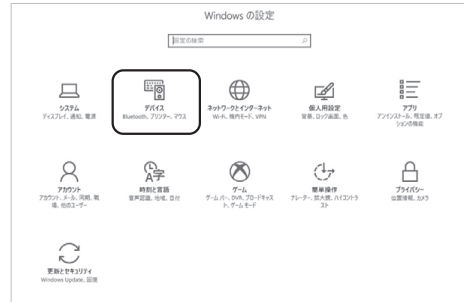 Windows の設定
設定の検索
システム
ディスプレイ、通知、電源
デバイス
Bluetooth、プリンター、マウス
ネットワークとインターネット
Wi-Fi、機内モード、VPN
個人用設定
背景、ロック画面、色
アプリ
アンインストール、既定値、オプ
ションの機能
アカウント
アカウント、メール、同期、職
場、他のユーザー
時刻と言語
音声認識、地域、日付
ゲーム
ゲーム バー、DVR、ブロードキャス
ト、ゲーム モード
簡単操作
ナレーター、拡大鏡、ハイコントラ
スト
プライバシー
位置情報、カメラ
更新とセキュリティ
Windows Update、回復